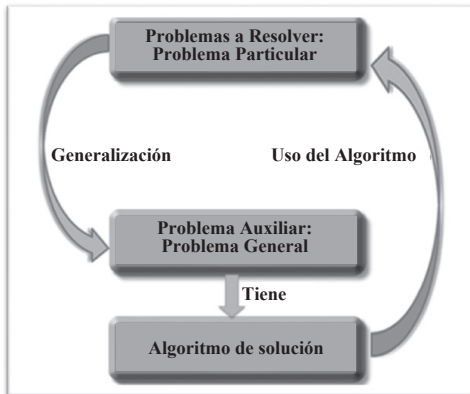 Problemas a Resolver:
Problema Particular
Generalización
Uso del Algoritmo
Problema Auxiliar:
Problema General
Tiene
Algoritmo de solución